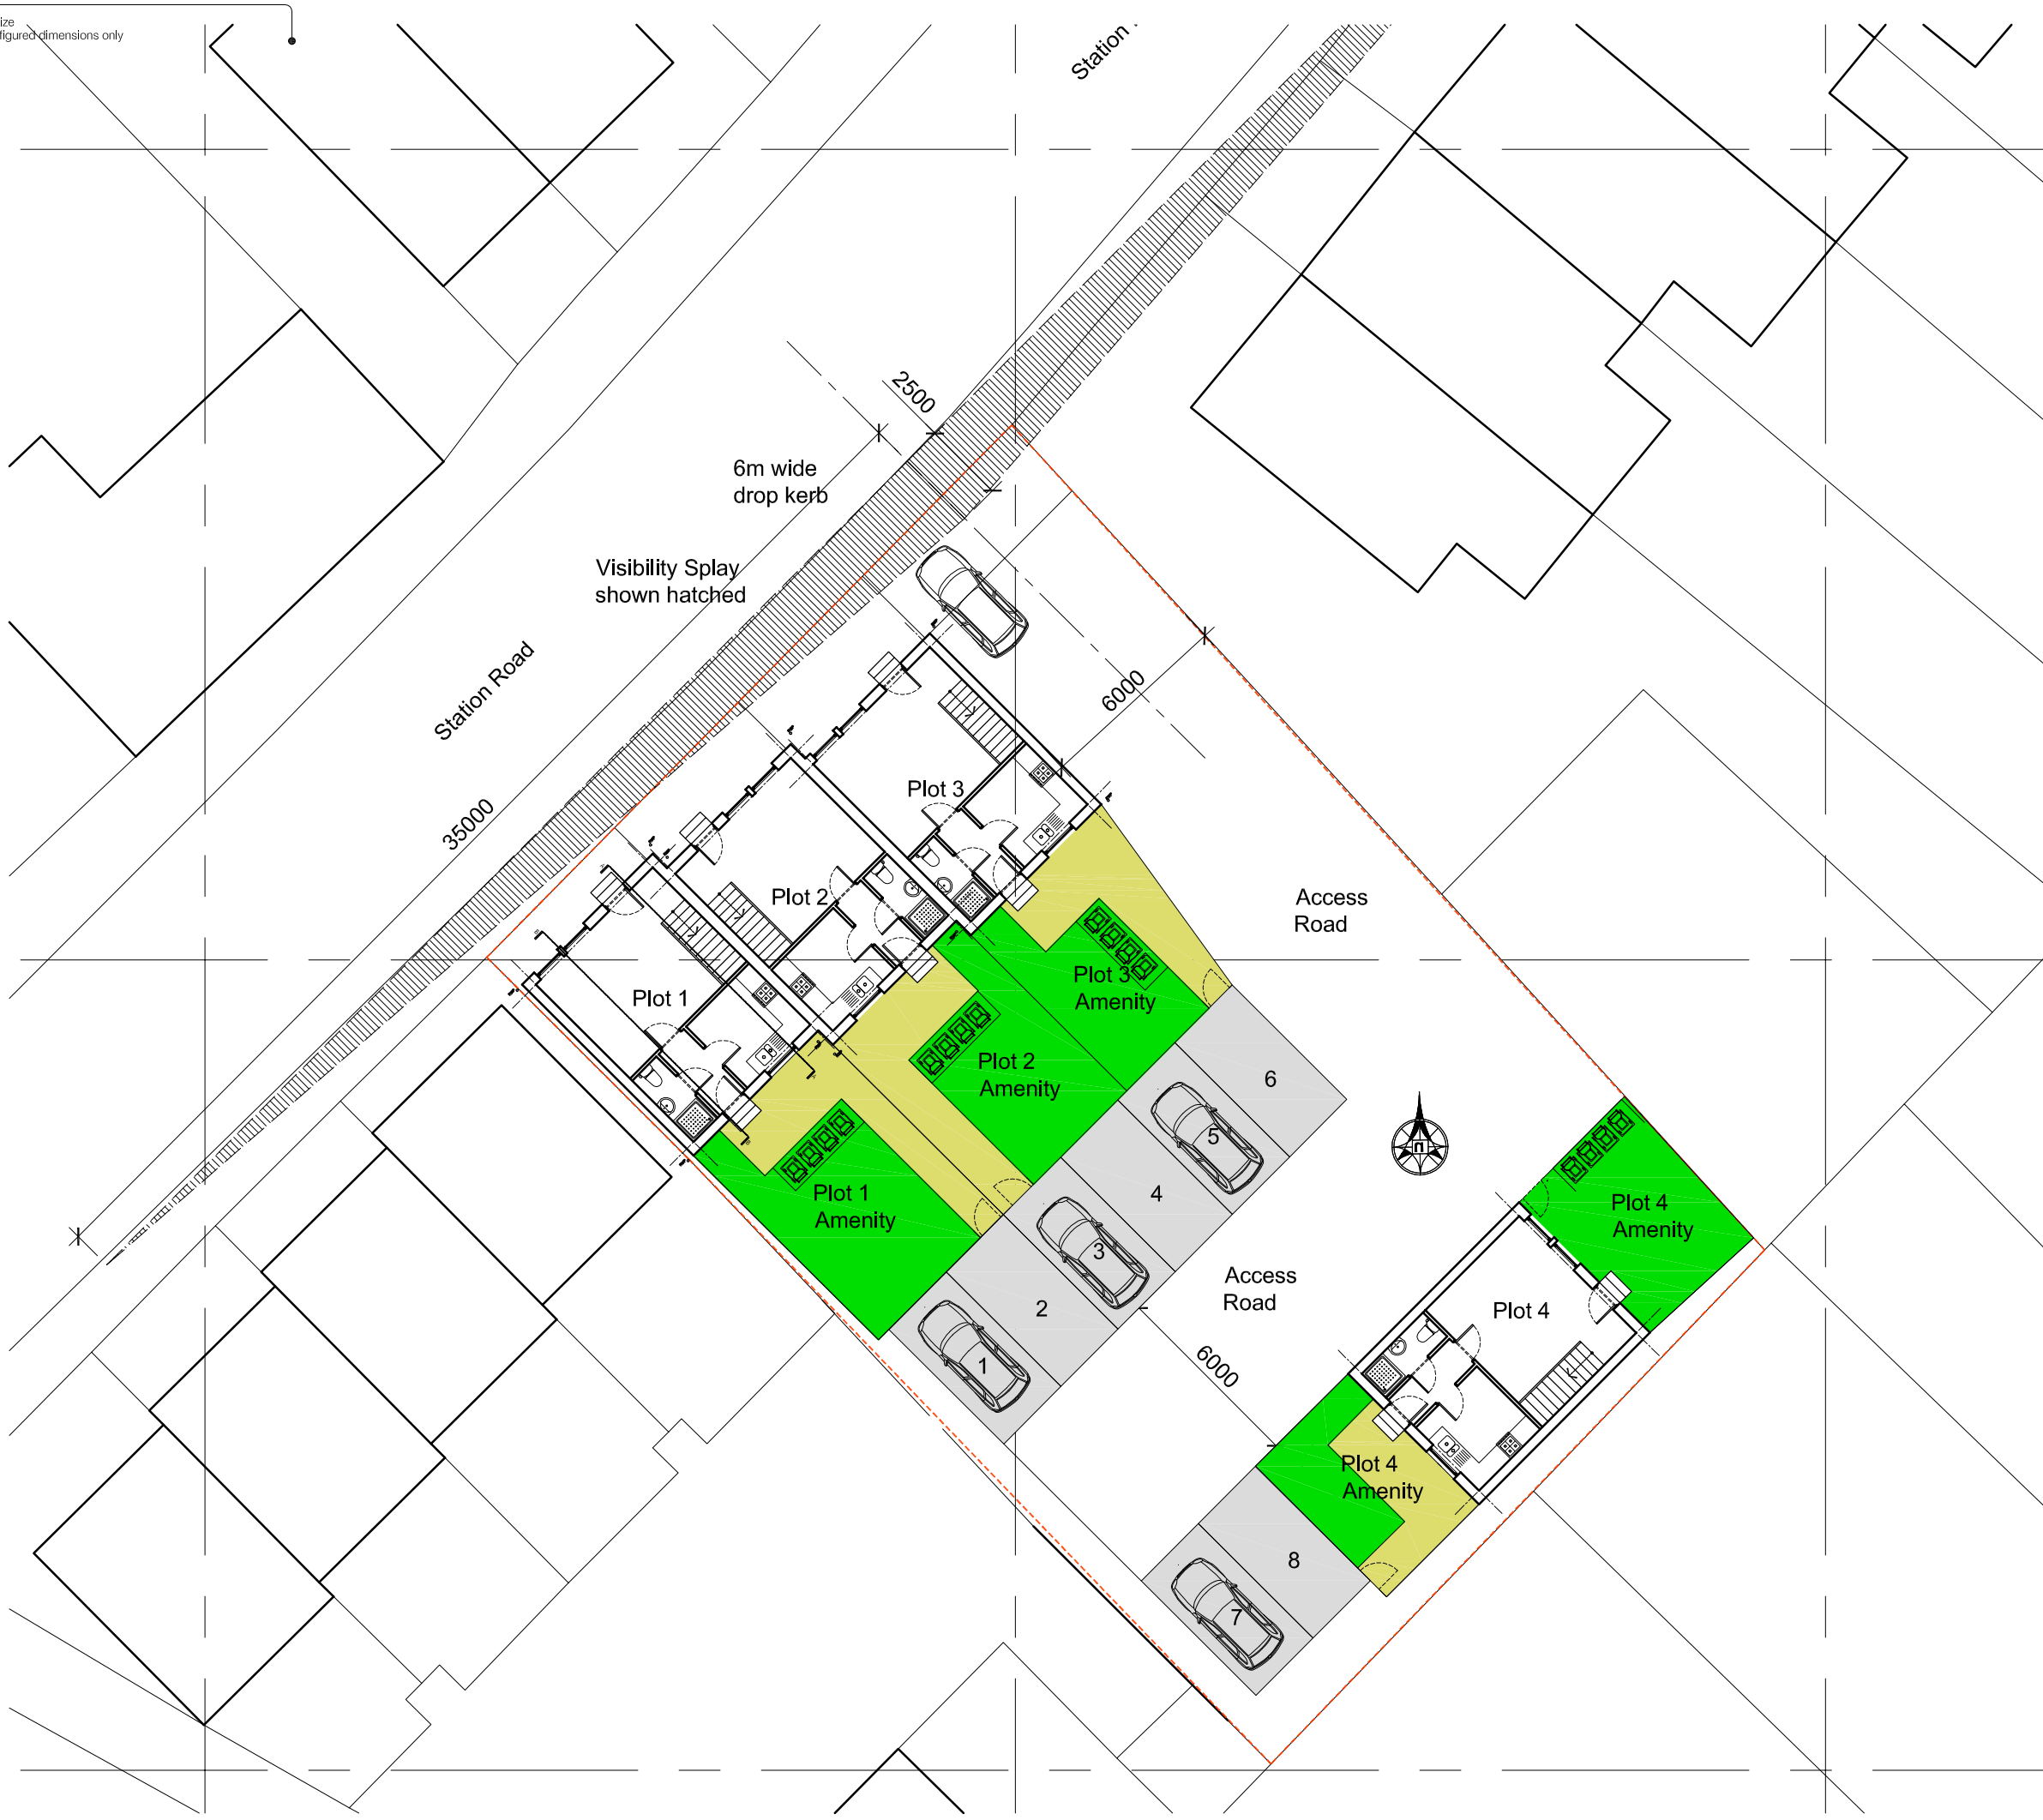 ize
figured dimensions only
Station
2500
6m wide
drop kerb
Visibility Splay
shown hatched
Station Road
6000
35000
Plot 3
Plot 2
Plot 1
Access
Road
Plot 3
Amenity
Plot 2
Amenity
Plot 1
Amenity
6
5
4
3
2
1
n
Plot 4
Amenity
Access
Road
Plot 4
6000
Plot 4
Amenity
8
7